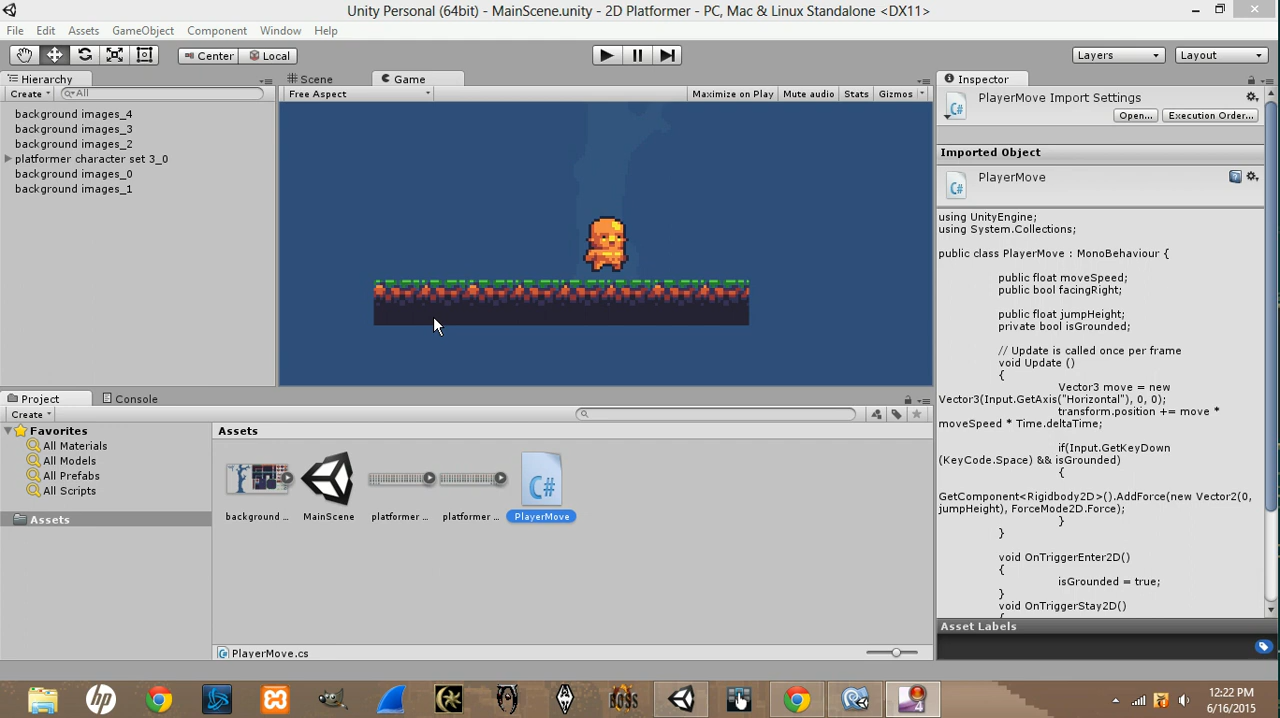 Unity Personal (64bit) - MainScene.unity - 2D Platformer - PC, Mac & Linux Standalone <DX11>
File Edit Assets GameObject Component Window Help
Center Local Layers Layout
Hierarchy
Create All
background images_4
background images_3
background images_2
platformer character set 3_0
background images_0
background images_1
Scene Game
Free Aspect Maximize on Play Mute audio Stats Gizmos
Inspector
PlayerMove Import Settings
Open... Execution Order...
Imported Object
PlayerMove
C#
C#
using UnityEngine;
using System.Collections;
public class PlayerMove : MonoBehaviour {
public float moveSpeed;
public bool facingRight;
public float jumpHeight;
private bool isGrounded;
// Update is called once per frame
void Update ()
{
Vector3 move = new
Vector3(Input.GetAxis("Horizontal"), 0, 0);
transform.position += move *
moveSpeed * Time.deltaTime;
if(Input.GetKeyDown
(KeyCode.Space) && isGrounded)
{
GetComponent<Rigidbody2D>().AddForce(new Vector2(0,
jumpHeight), ForceMode2D.Force);
}
}
void OnTriggerEnter2D()
{
isGrounded = true;
}
void OnTriggerStay2D()
{
Asset Labels
Project Console
Create
Favorites
All Materials
All Models
All Prefabs
All Scripts
Assets
Assets
C#
background ... MainScene platformer ... platformer ... PlayerMove
PlayerMove.cs
hp
BOSS
4
12:22 PM
6/16/2015